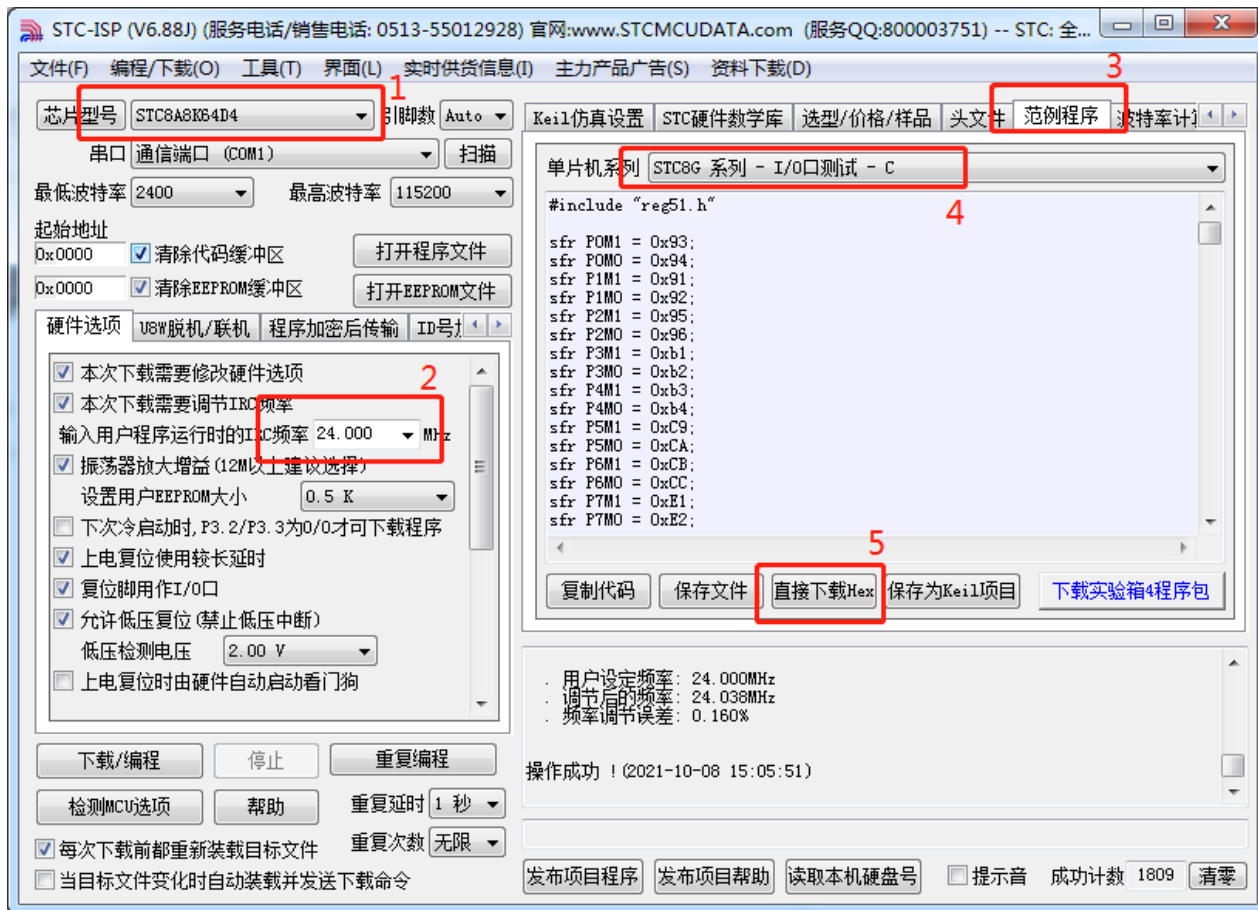 STC-ISP (V6.88J) (服务电话/销售电话: 0513-55012928) 官网:www.STCMCUDATA.com (服务QQ:800003751) -- STC: 全...
文件(F) 编程/下载(O) 工具(T) 界面(L) 实时供货信息(I) 主力产品广告(S) 资料下载(D)
1
3
芯片型号 STC8A8K64D4 引脚数 Auto
串口 通信端口 (COM1) 扫描
最低波特率 2400 最高波特率 115200
起始地址
0x0000 清除代码缓冲区 打开程序文件
0x0000 清除EEPROM缓冲区 打开EEPROM文件
硬件选项 U8W脱机/联机 程序加密后传输 ID号
本次下载需要修改硬件选项
2
本次下载需要调节IRC频率
输入用户程序运行时的IRC频率 24.000 MHz
振荡器放大增益(12M以上建议选择)
设置用户EEPROM大小 0.5 K
下次冷启动时,P3.2/P3.3为0/0才可下载程序
上电复位使用较长延时
复位脚用作I/O口
允许低压复位(禁止低压中断)
低压检测电压 2.00 V
上电复位时由硬件自动启动看门狗
下载/编程 停止 重复编程
检测MCU选项 帮助 重复延时 1 秒
重复次数 无限
每次下载前都重新装载目标文件
当目标文件变化时自动装载并发送下载命令
Keil仿真设置 STC硬件数学库 选型/价格/样品 头文件 范例程序 波特率计
单片机系列 STC8G 系列 - I/O口测试 - C
4
#include "reg51.h"
sfr P0M1 = 0x93;
sfr P0M0 = 0x94;
sfr P1M1 = 0x91;
sfr P1M0 = 0x92;
sfr P2M1 = 0x95;
sfr P2M0 = 0x96;
sfr P3M1 = 0xb1;
sfr P3M0 = 0xb2;
sfr P4M1 = 0xb3;
sfr P4M0 = 0xb4;
sfr P5M1 = 0xC9;
sfr P5M0 = 0xCA;
sfr P6M1 = 0xCB;
sfr P6M0 = 0xCC;
sfr P7M1 = 0xE1;
sfr P7M0 = 0xE2;
5
复制代码 保存文件 直接下载Hex 保存为Keil项目 下载实验箱4程序包
. 用户设定频率: 24.000MHz
. 调节后的频率: 24.038MHz
. 频率调节误差: 0.160%
操作成功 !(2021-10-08 15:05:51)
发布项目程序 发布项目帮助 读取本机硬盘号 提示音 成功计数 1809 清零